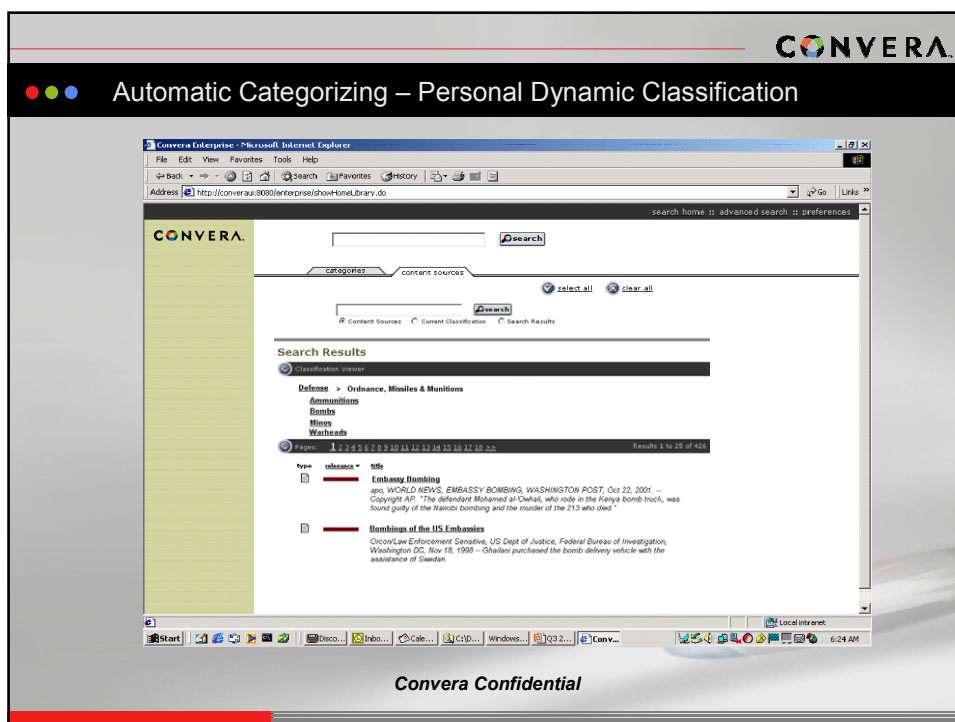 CONVERA
Automatic Categorizing – Personal Dynamic Classification
Convera Enterprise - Microsoft Internet Explorer
File Edit View Favorites Tools Help
Back Search Favorites History
Address http://converaui:8080/enterprise/showHomeLibrary.do Go Links »
search home :: advanced search :: preferences
CONVERA.
search
categories content sources
select all clear all
search
Content Sources Current Classification Search Results
Search Results
Classification Viewer
Defense > Ordnance, Missiles & Munitions
Ammunitions
Bombs
Mines
Warheads
Pages: 1 2 3 4 5 6 7 8 9 10 11 12 13 14 15 16 17 18 >> Results 1 to 25 of 426
type relevance title
Embassy Bombing
apo, WORLD NEWS, EMBASSY BOMBING, WASHINGTON POST, Oct 22, 2001. --
Copyright AP. "The defendant Mohamed al-'Owhali, who rode in the Kenya bomb truck, was
found guilty of the Nairobi bombing and the murder of the 213 who died."
Bombings of the US Embassies
Orcon/Law Enforcement Sensitive, US Dept of Justice, Federal Bureau of Investigation,
Washington DC, Nov 18, 1998 -- Ghailani purchased the bomb delivery vehicle with the
assistance of Swedan.
Local intranet
Start Disco... Inbo... Cale... C:\D... Windows... Q3 2... Conv... 6:24 AM
Convera Confidential